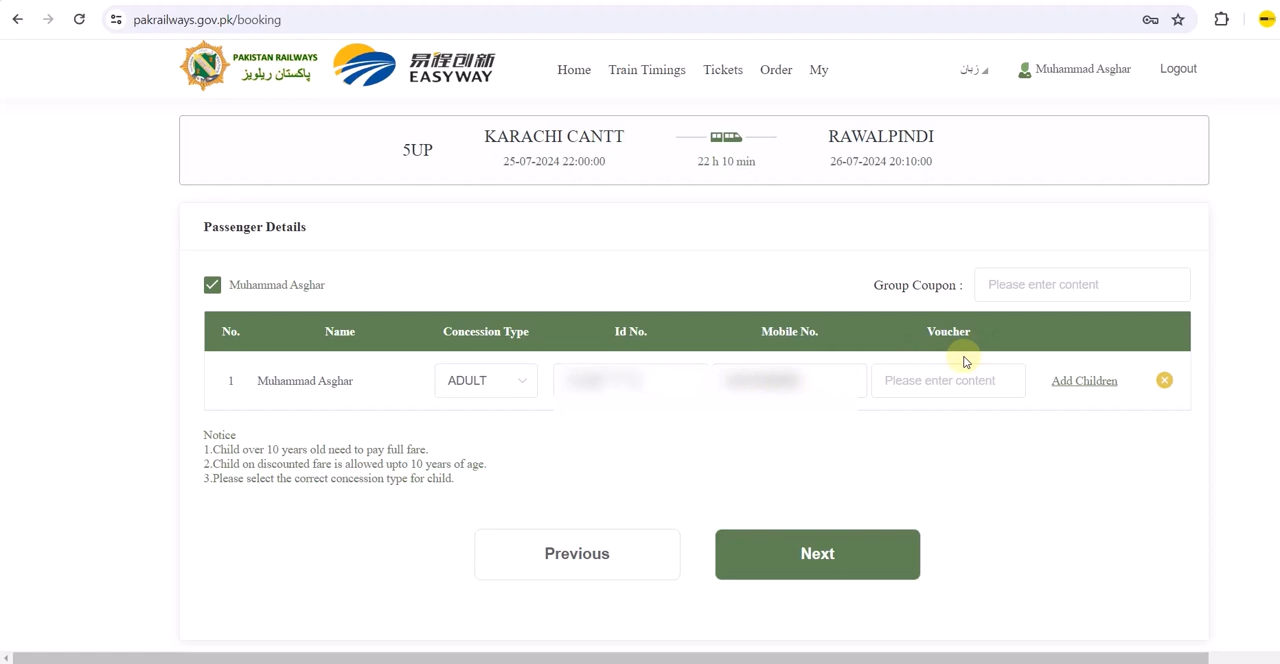 pakrailways.gov.pk/booking
PAKISTAN RAILWAYS
پاکستان ریلویز
易程创新
EASYWAY
Home Train Timings Tickets Order My
زبان
Muhammad Asghar
Logout
5UP
KARACHI CANTT
25-07-2024 22:00:00
22 h 10 min
RAWALPINDI
26-07-2024 20:10:00
Passenger Details
Muhammad Asghar
Group Coupon : Please enter content
No. Name Concession Type Id No. Mobile No. Voucher
1 Muhammad Asghar ADULT Please enter content Add Children
Notice
1.Child over 10 years old need to pay full fare.
2.Child on discounted fare is allowed upto 10 years of age.
3.Please select the correct concession type for child.
Previous Next